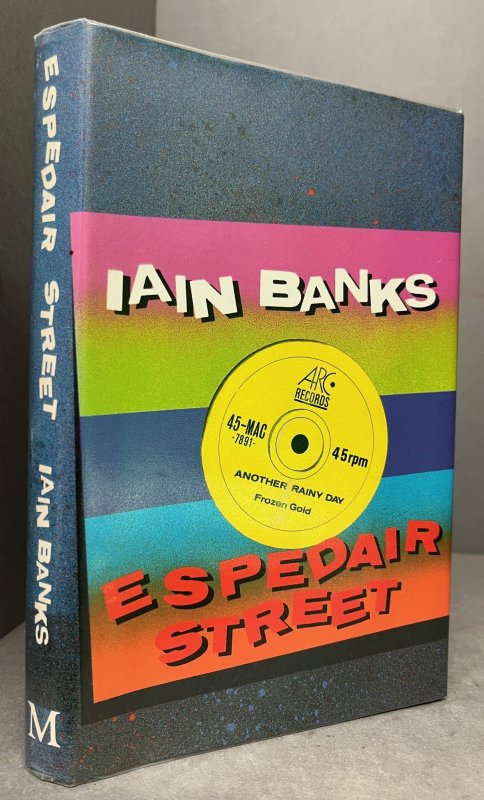 ESPEDAIR STREET IAIN BANKS
M
IAIN BANKS
ARC
RECORDS
45-MAC
-7891-
45rpm
ANOTHER RAINY DAY
Frozen Gold
ESPEDAIR
STREET